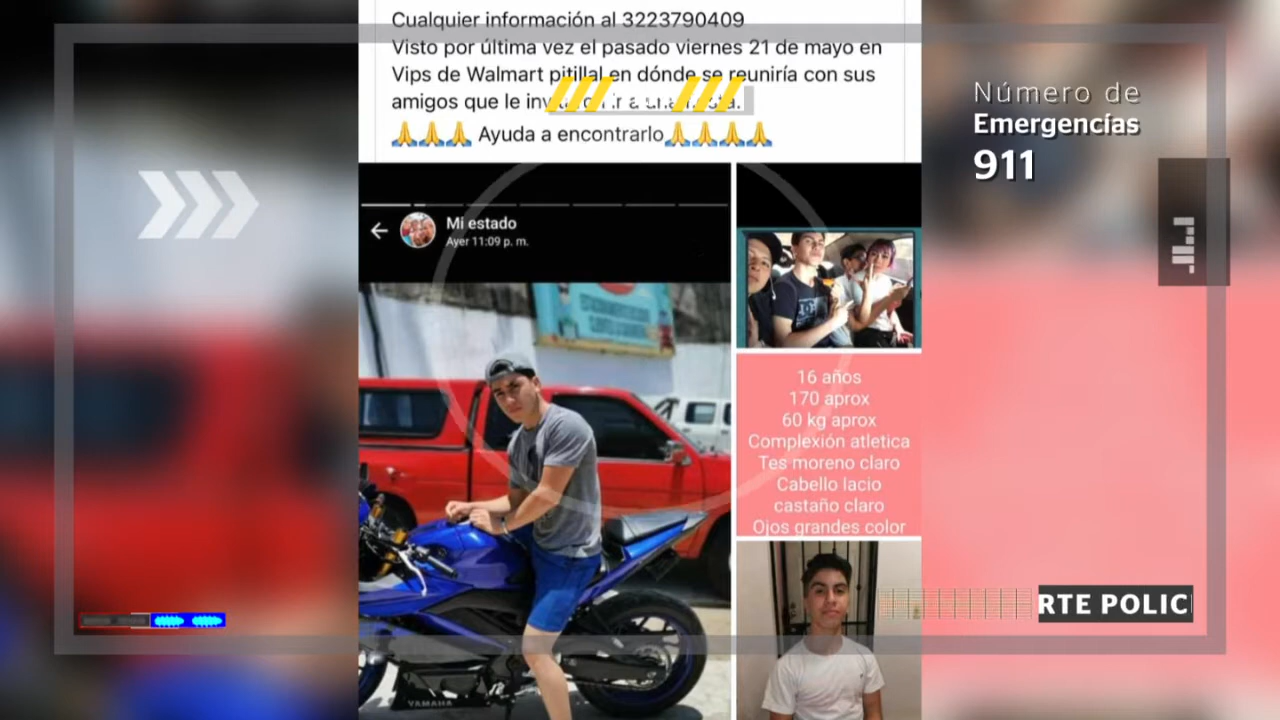 Cualquier información al 3223790409
Visto por última vez el pasado viernes 21 de mayo en
Vips de Walmart pitillal en dónde se reuniría con sus
amigos que le
🙏🙏🙏 Ayuda a encontrarlo🙏🙏🙏🙏
Número de
Emergencías
911
Mi estado
Ayer 11:09 p. m.
16 años
170 aprox
60 kg aprox
Complexión atletica
Tes moreno claro
Cabello lacio
castaño claro
Ojos grandes color
RTE POLIC
YAMAHA